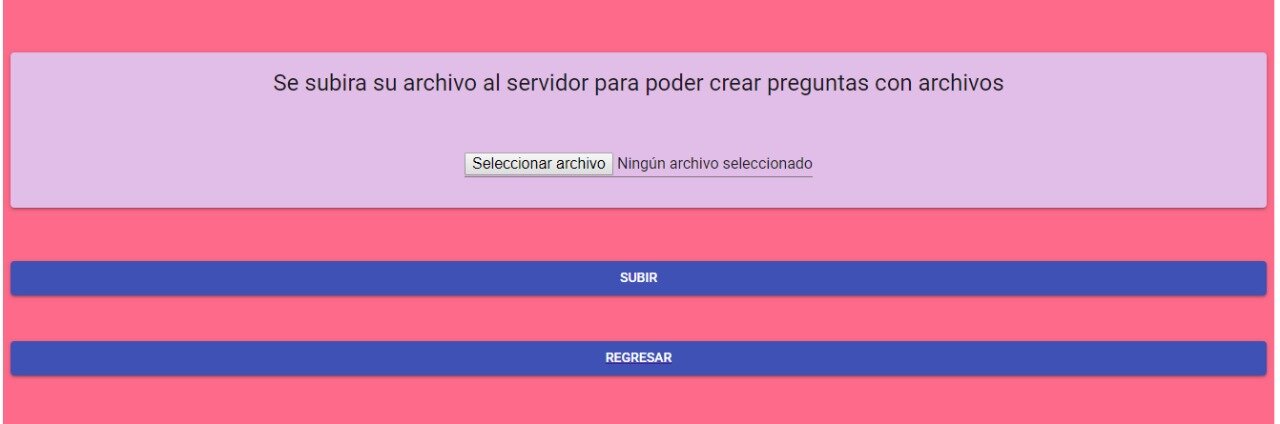 Se subira su archivo al servidor para poder crear preguntas con archivos
Seleccionar archivo Ningún archivo seleccionado
SUBIR
REGRESAR